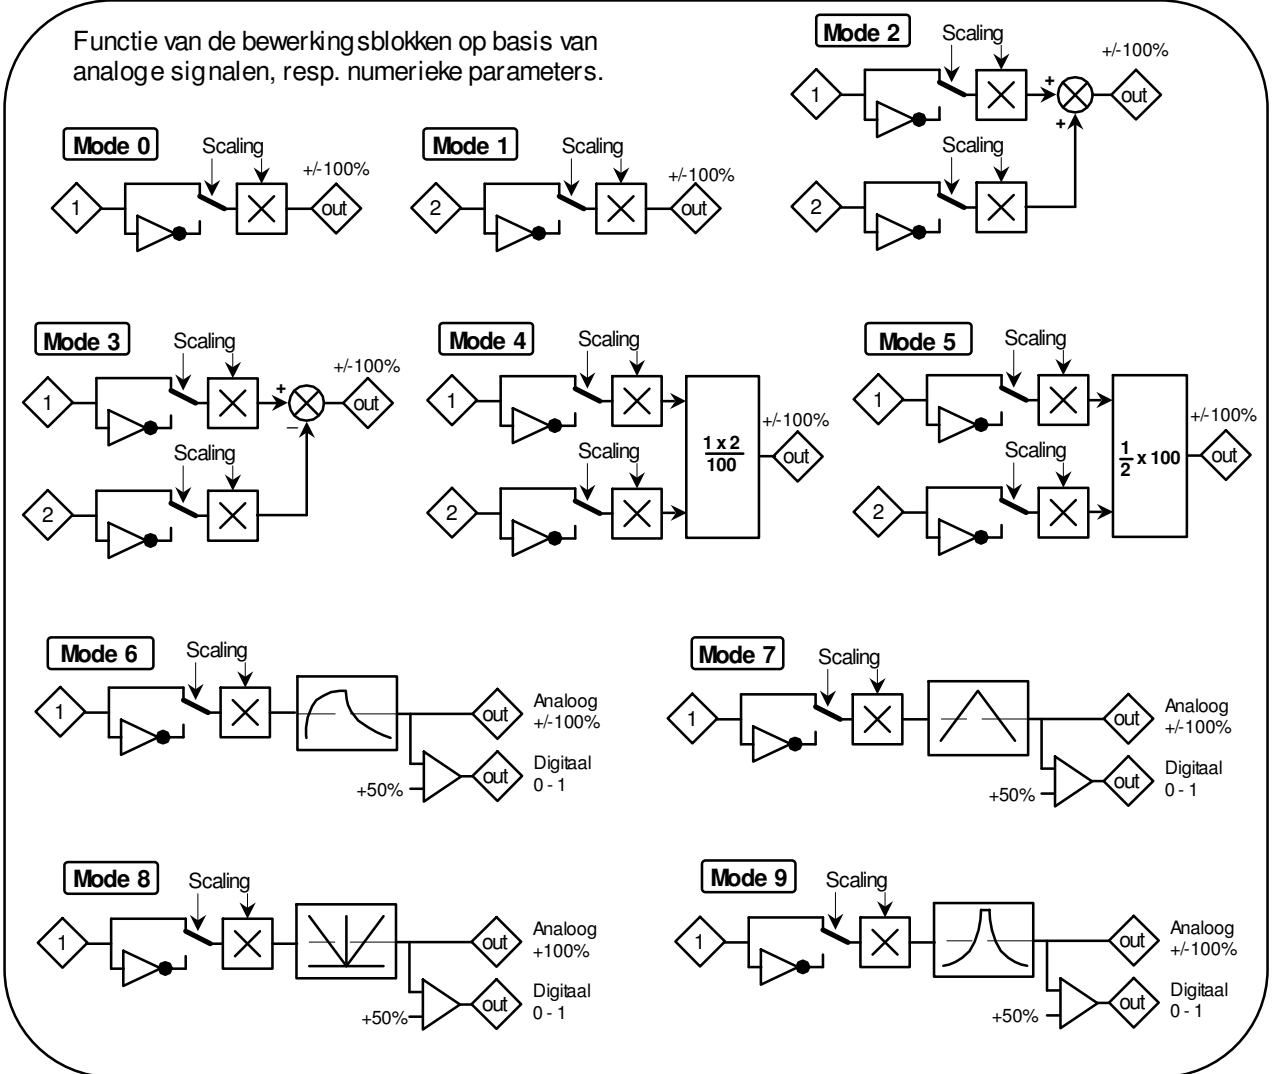 Functie van de bewerkingsblokken op basis van
analoge signalen, resp. numerieke parameters.
Mode 0
Scaling
1
+/-100%
out
Mode 1
Scaling
2
+/-100%
out
Mode 2
Scaling
1
+
+/-100%
out
+
Scaling
2
Mode 3
Scaling
1
+
+/-100%
out
−
Scaling
2
Mode 4
Scaling
1
Scaling
2
1 x 2
100
+/-100%
out
Mode 5
Scaling
1
Scaling
2
1
2 x 100
+/-100%
out
Mode 6
Scaling
1
out
Analoog
+/-100%
+50%
out
Digitaal
0 - 1
Mode 7
Scaling
1
out
Analoog
+/-100%
+50%
out
Digitaal
0 - 1
Mode 8
Scaling
1
out
Analoog
+100%
+50%
out
Digitaal
0 - 1
Mode 9
Scaling
1
out
Analoog
+/-100%
+50%
out
Digitaal
0 - 1